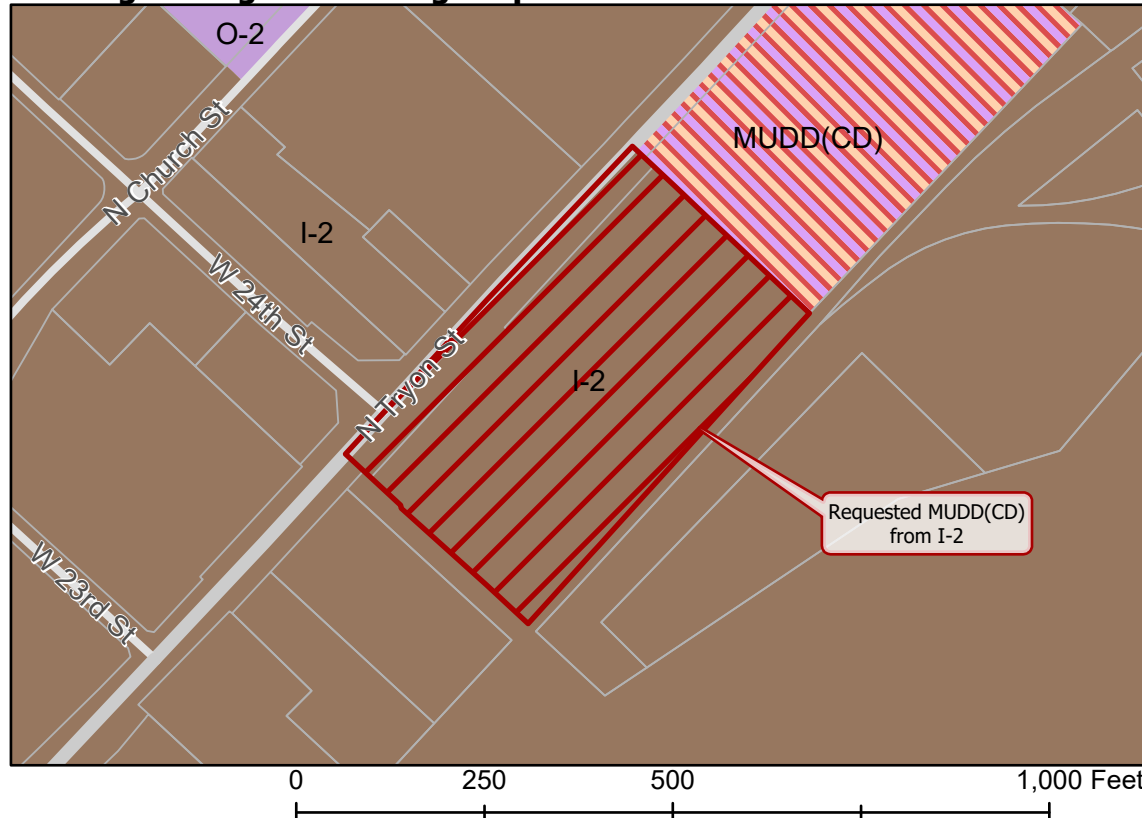 O-2
MUDD(CD)
N Church St
I-2
W 24th St
N Tryon St
I-2
Requested MUDD(CD)
from I-2
W 23rd St
0 250 500 1,000 Feet